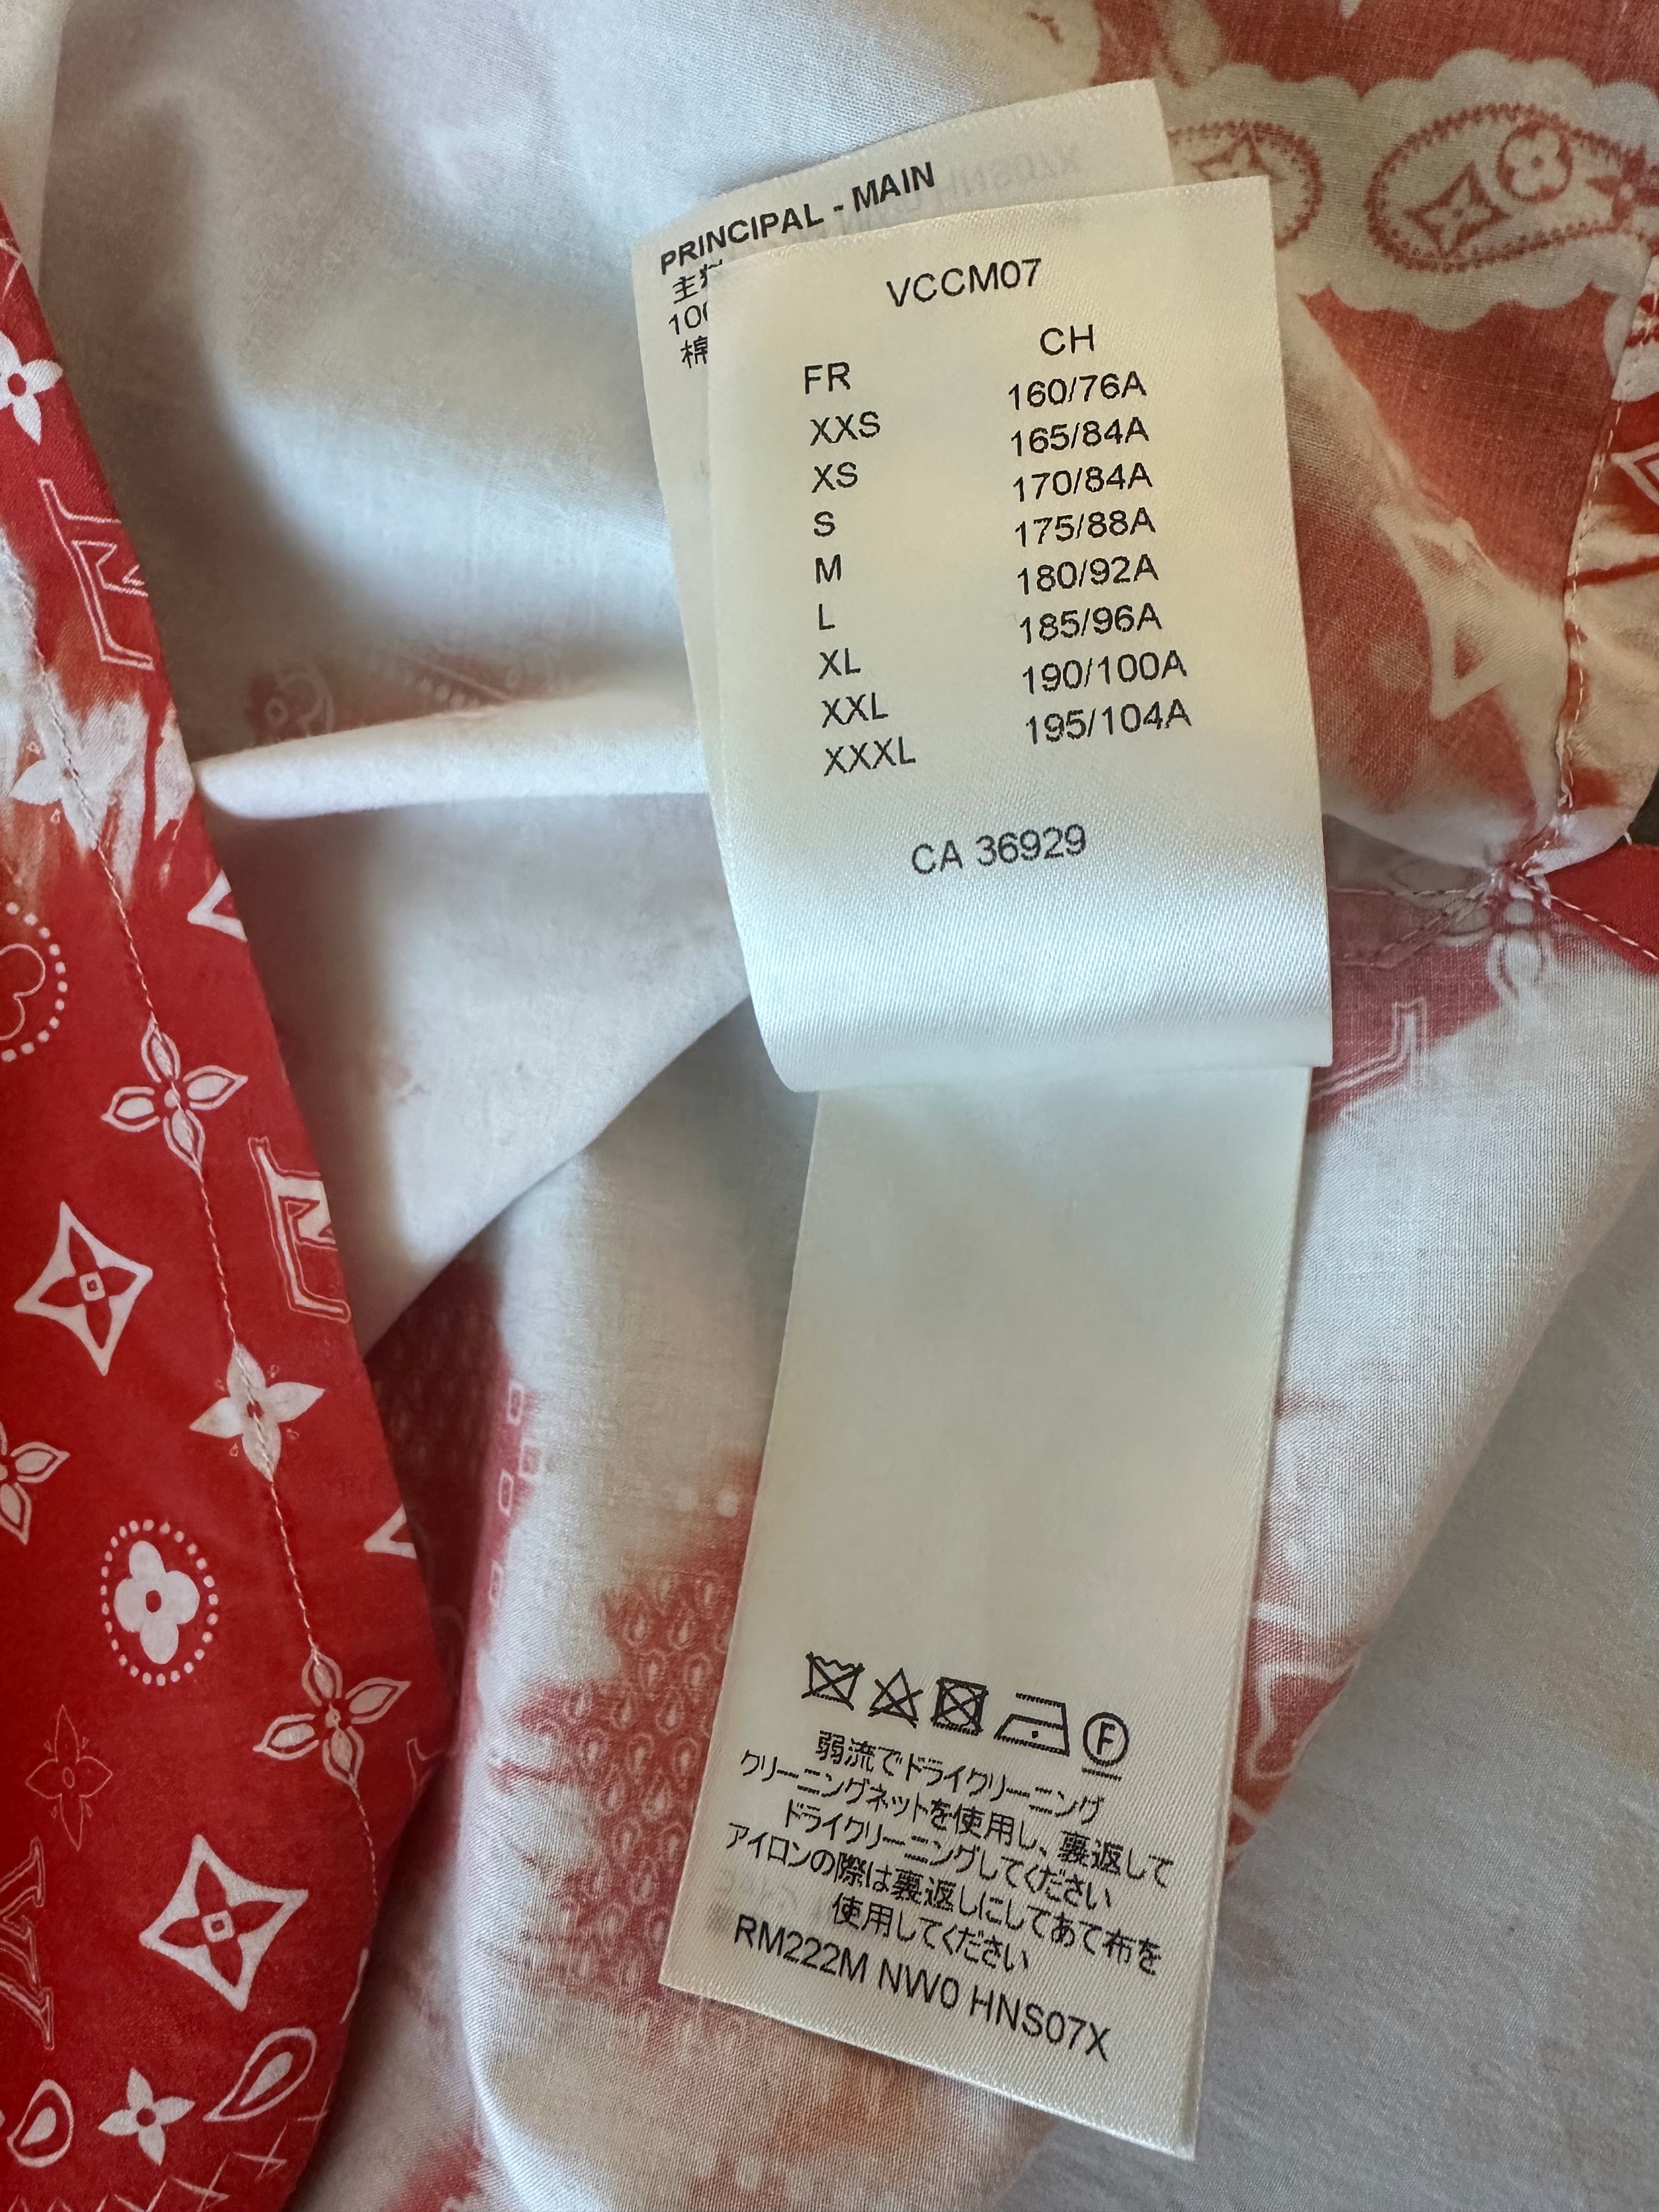 PRINCIPAL - MAIN
主
100
棉
VCCM07
FR CH
XXS 160/76A
XS 165/84A
S 170/84A
M 175/88A
L 180/92A
XL 185/96A
XXL 190/100A
XXXL 195/104A
CA 36929
F
弱流でドライクリーニング
クリーニングネットを使用し、裏返して
ドライクリーニングしてください
アイロンの際は裏返しにしてあて布を
使用してください
RM222M NW0 HNS07X